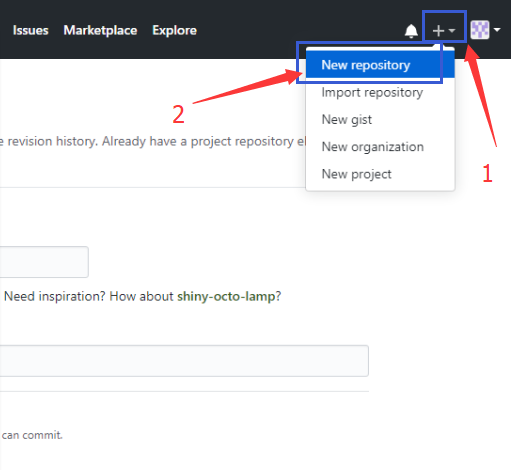 Issues Marketplace Explore
New repository
Import repository
2
e revision history. Already have a project repository el
New gist
New organization
New project
1
Need inspiration? How about shiny-octo-lamp?
can commit.